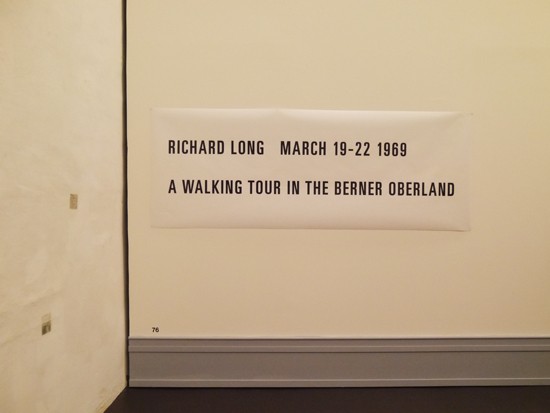 RICHARD LONG MARCH 19-22 1969
A WALKING TOUR IN THE BERNER OBERLAND
76